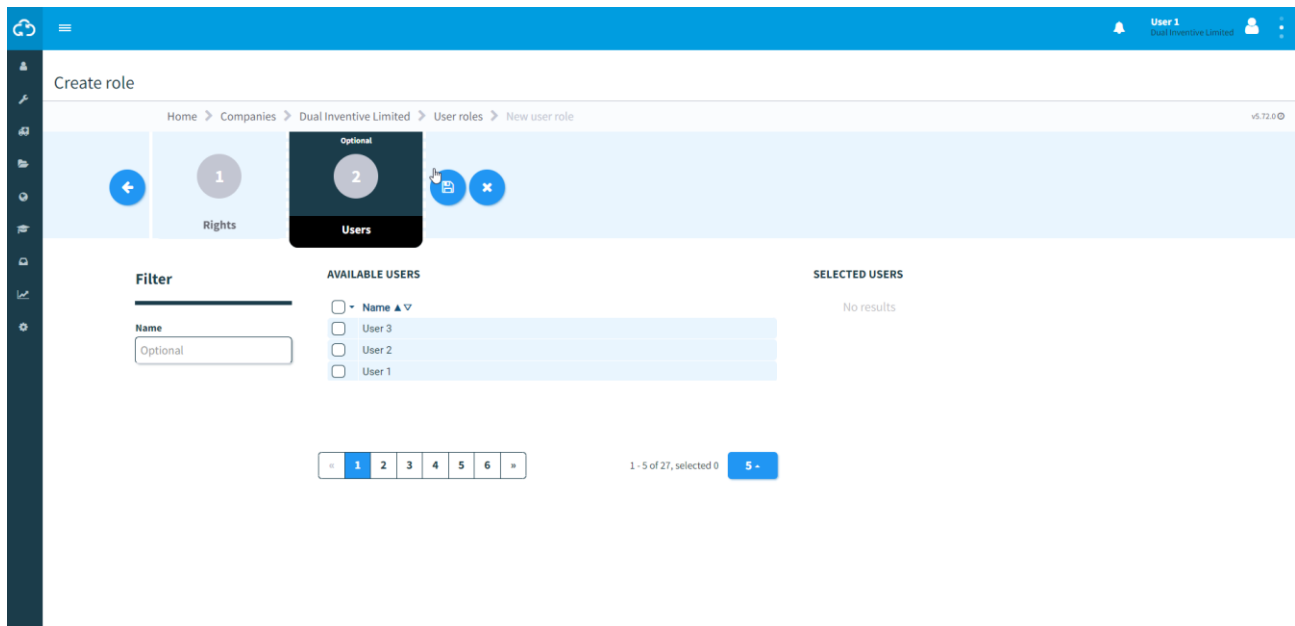 User 1
Dual Inventive Limited
Create role
Home Companies Dual Inventive Limited User roles New user role
v5.72.0
1
Rights
Optional
2
Users
Filter
Name
Optional
AVAILABLE USERS
Name
User 3
User 2
User 1
SELECTED USERS
No results
« 1 2 3 4 5 6 »
1 - 5 of 27, selected 0
5